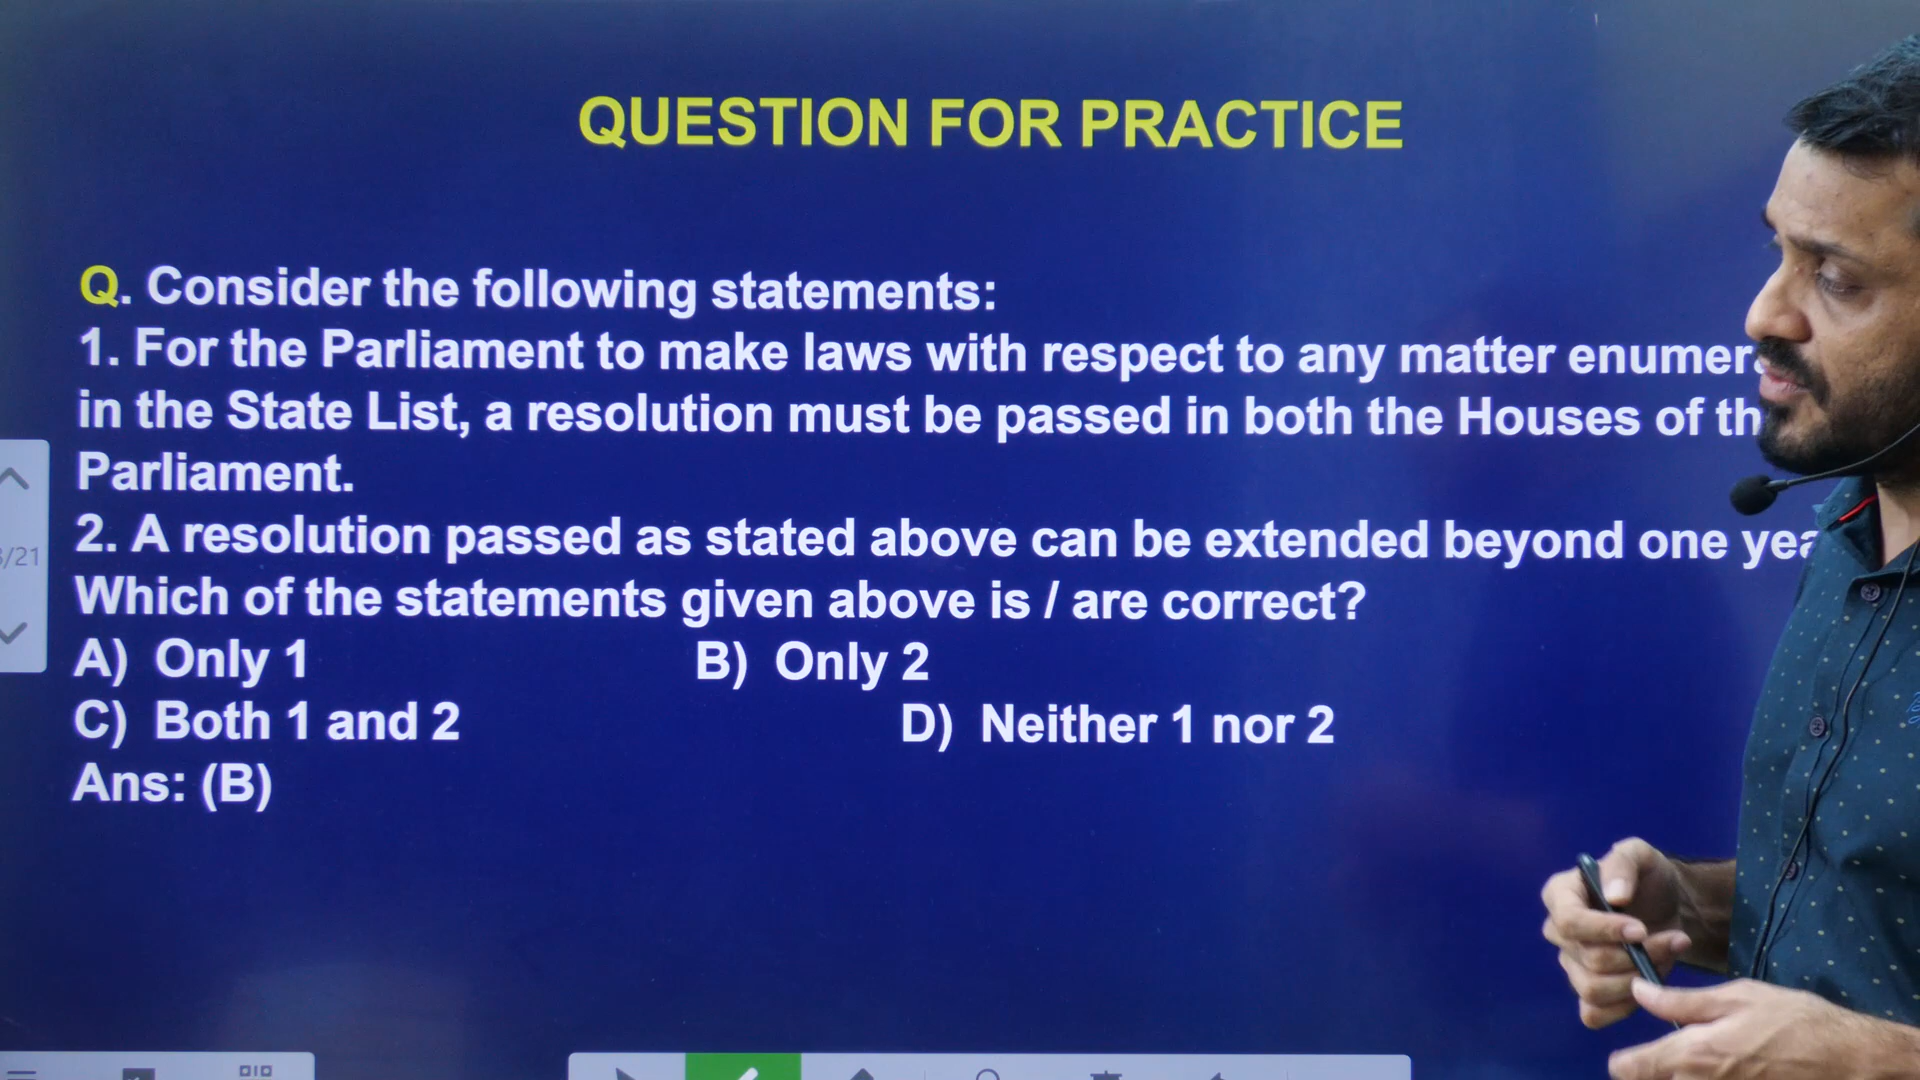 QUESTION FOR PRACTICE
Q. Consider the following statements:
1. For the Parliament to make laws with respect to any matter
in the State List, a resolution must be passed in both the Houses of
Parliament.
2. A resolution passed as stated above can be extended beyond one
Which of the statements given above is / are correct?
A) Only 1 B) Only 2
C) Both 1 and 2 D) Neither 1 nor 2
Ans: (B)
/21